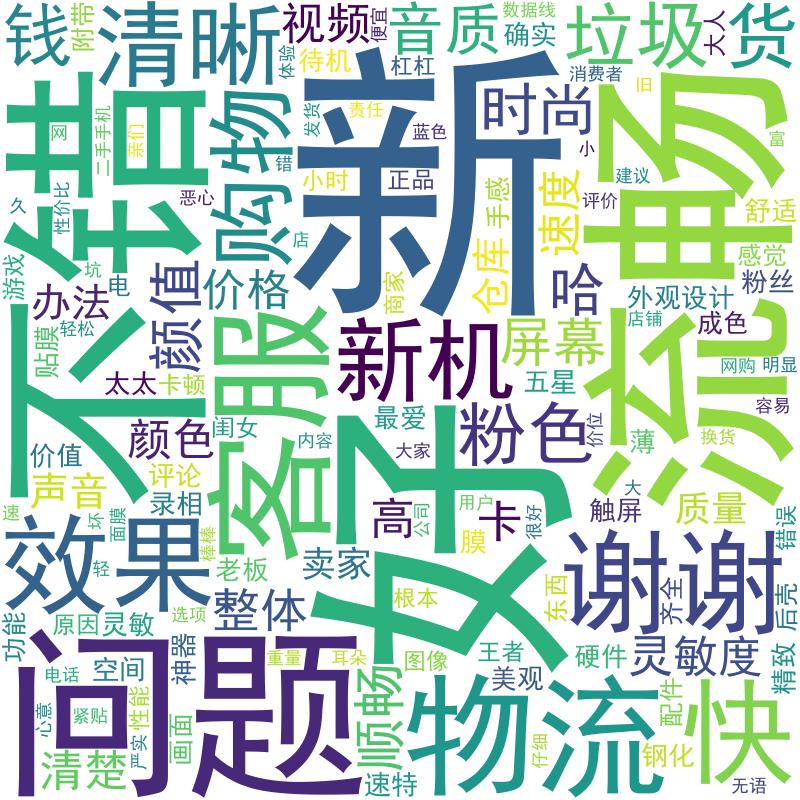 钱
附带
清晰
体验
视频
便宜
待机
音质
杠杠
确实
数据线
垃圾
大人
货
不错
网
二手手机
亲们
购物
错
发货
责任
新
蓝色
时尚
小
消费者
旧
流畅
富
久
性价比
恶心
小时
正品
手感
速度
评价
建议
舒适
游戏
坑
电
店
价格
商家
仓库
哈
感觉
粉丝
办法
颜值
外观设计
店铺
成色
贴膜
轻松
客服
新机
屏幕
网购
明显
太太
卡顿
五星
容易
颜色
闺女
最爱
粉色
价位
薄
换货
价值
内容
大家
声音
评论
录相
高
公司
用户
卡
很好
大
触屏
质量
速
坏
面膜
棒棒
女子
膜
错误
效果
轻
老板
卖家
谢谢
齐全
后壳
东西
功能
原因
灵敏
选项
整体
根本
问题
电话
空间
神器
重量
耳朵
图像
王者
硬件
灵敏度
精致
心意
紧贴
严实
性能
画面
顺畅
美观
配件
清楚
速特
物流
仔细
钢化
快
无语